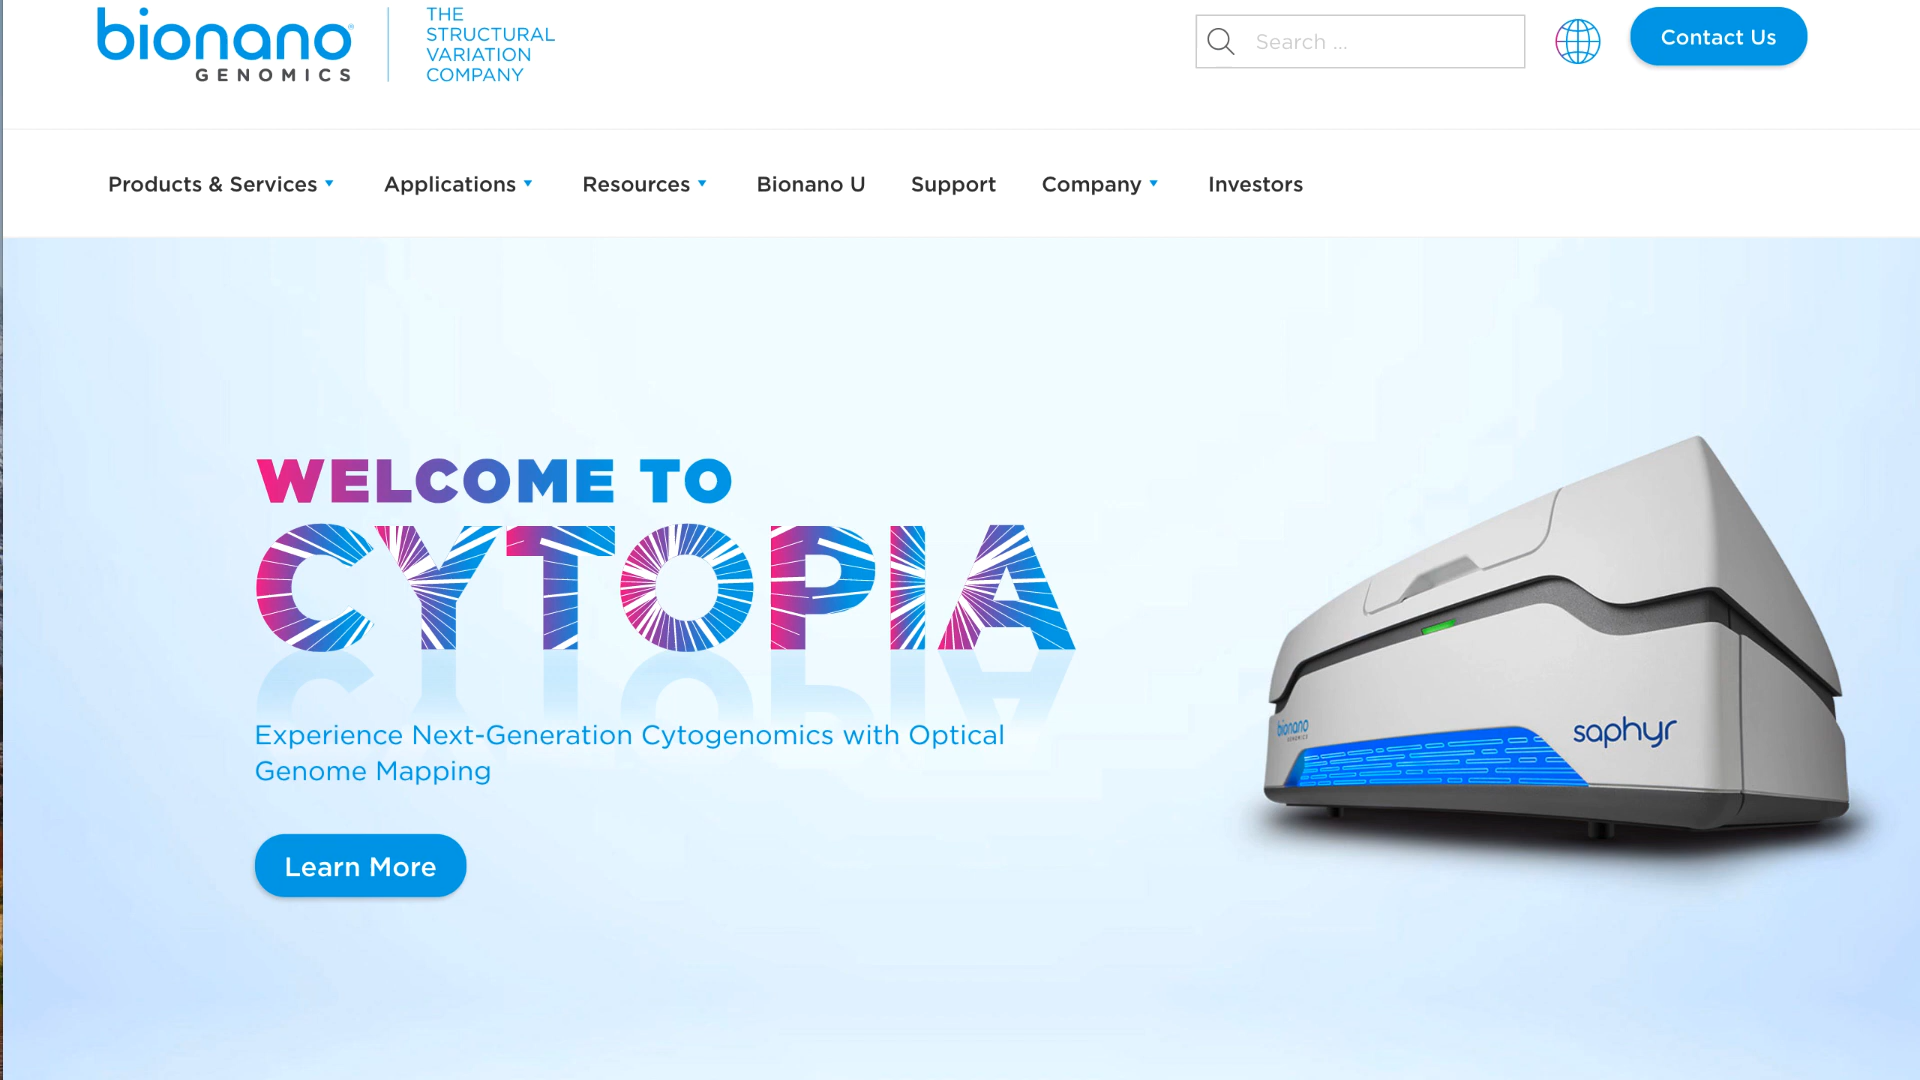 bionano
GENOMICS
THE
STRUCTURAL
VARIATION
COMPANY
Search ...
Contact Us
Products & Services
Applications
Resources
Bionano U
Support
Company
Investors
WELCOME TO
CYTOPIA
Experience Next-Generation Cytogenomics with Optical
Genome Mapping
Learn More
bionano
GENOMICS
saphyr